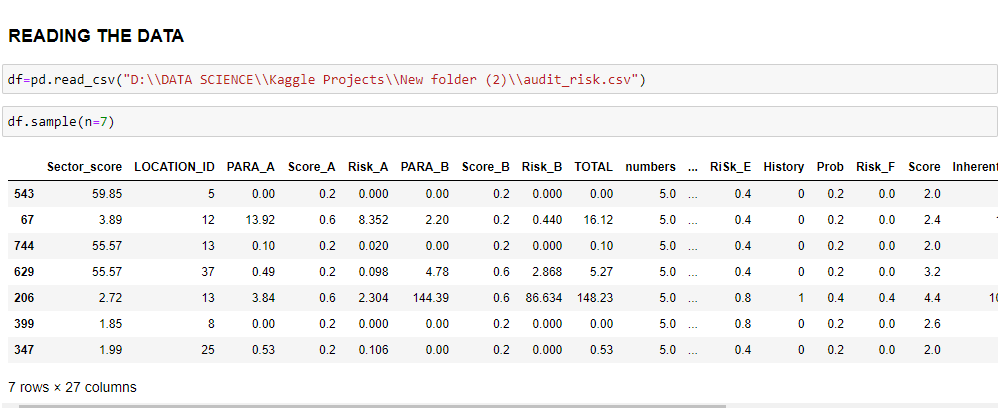 READING THE DATA
df=pd.read_csv("D:\\DATA SCIENCE\\Kaggle Projects\\New folder (2)\\audit_risk.csv")
df.sample(n=7)
Sector_score LOCATION_ID PARA_A Score_A Risk_A PARA_B Score_B Risk_B TOTAL numbers ... RiSk_E History Prob Risk_F Score Inherent
543 59.85 5 0.00 0.2 0.000 0.00 0.2 0.000 0.00 5.0 ... 0.4 0 0.2 0.0 2.0
67 3.89 12 13.92 0.6 8.352 2.20 0.2 0.440 16.12 5.0 ... 0.4 0 0.2 0.0 2.4
744 55.57 13 0.10 0.2 0.020 0.00 0.2 0.000 0.10 5.0 ... 0.4 0 0.2 0.0 2.0
629 55.57 37 0.49 0.2 0.098 4.78 0.6 2.868 5.27 5.0 ... 0.4 0 0.2 0.0 3.2
206 2.72 13 3.84 0.6 2.304 144.39 0.6 86.634 148.23 5.0 ... 0.8 1 0.4 0.4 4.4
399 1.85 8 0.00 0.2 0.000 0.00 0.2 0.000 0.00 5.0 ... 0.8 0 0.2 0.0 2.6
347 1.99 25 0.53 0.2 0.106 0.00 0.2 0.000 0.53 5.0 ... 0.4 0 0.2 0.0 2.0
7 rows × 27 columns